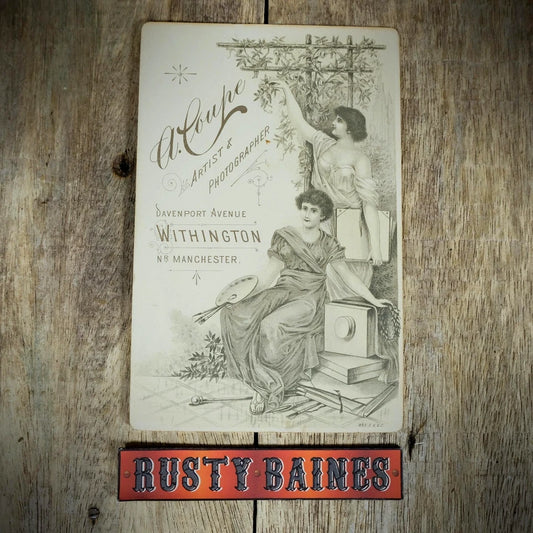 A. Coupe
ARTIST &
PHOTOGRAPHER
DAVENPORT AVENUE
WITHINGTON
NR MANCHESTER.
RUSTY BAINES